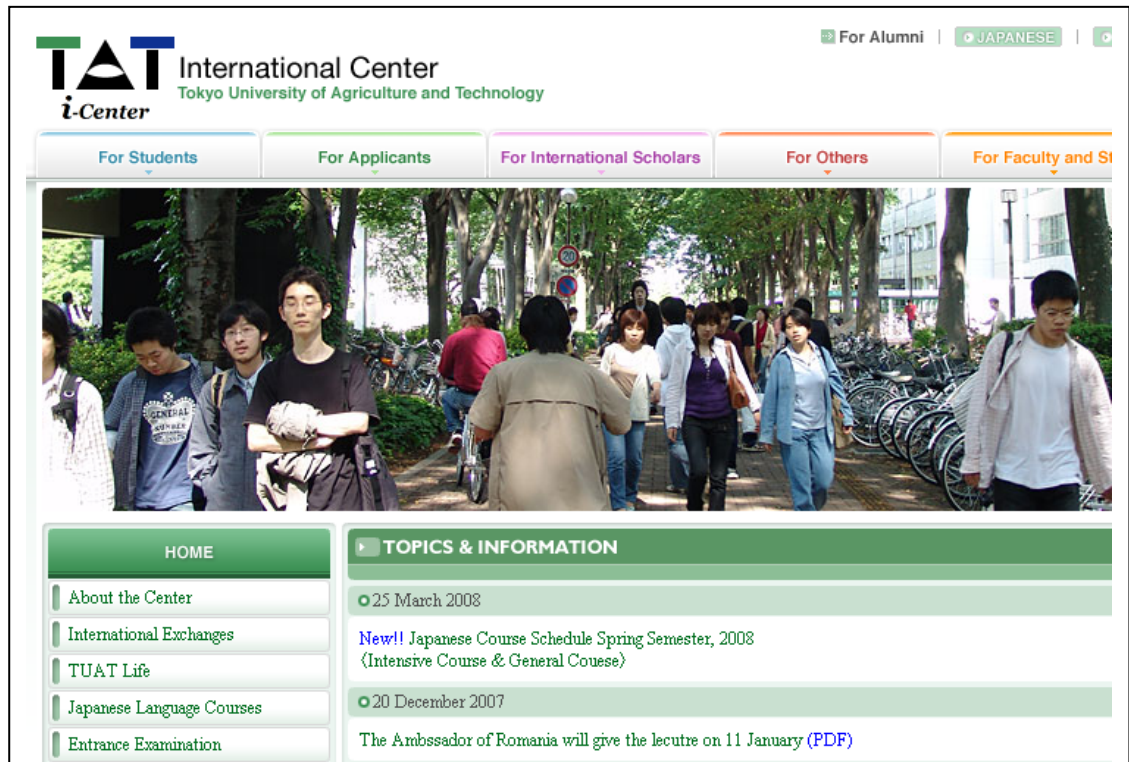 For Alumni | JAPANESE |
TAT
i-Center
International Center
Tokyo University of Agriculture and Technology
For Students
For Applicants
For International Scholars
For Others
For Faculty and St
20
GENERAL
HOME
About the Center
International Exchanges
TUAT Life
Japanese Language Courses
Entrance Examination
TOPICS & INFORMATION
25 March 2008
New!! Japanese Course Schedule Spring Semester, 2008
〈Intensive Course & General Couese〉
20 December 2007
The Ambssador of Romania will give the lecutre on 11 January (PDF)